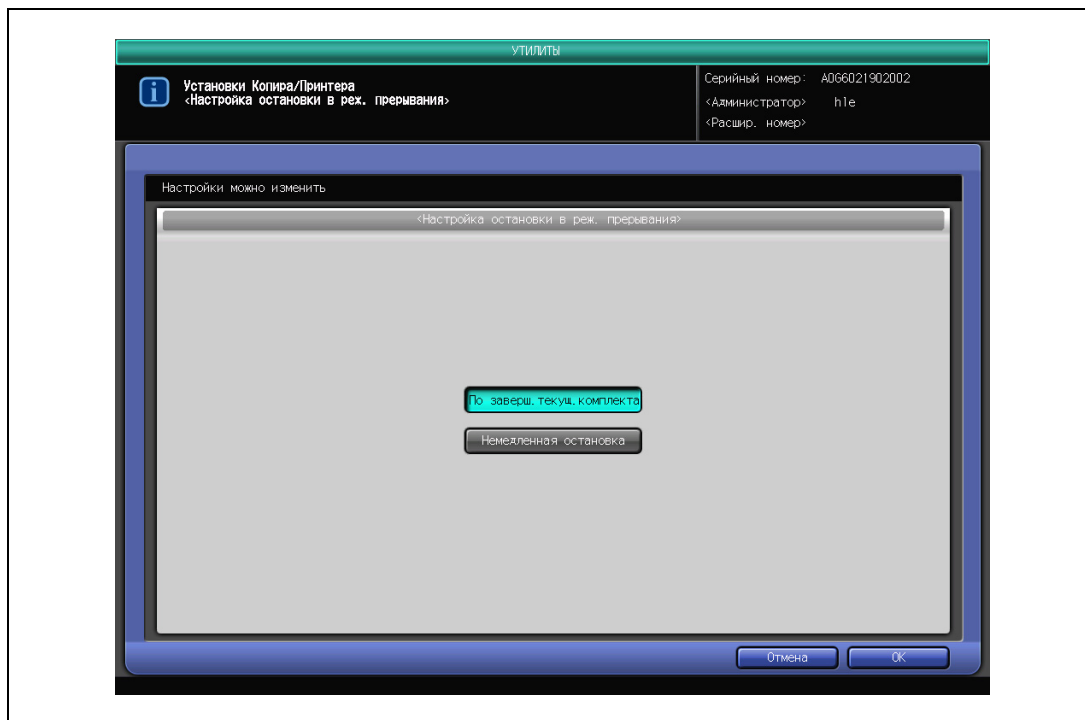 УТИЛИТЫ
Установки Копира/Принтера
<Настройка остановки в реж. прерывания>
Серийный номер: A0G6021902002
<Администратор> hle
<Расшир. номер>
Настройки можно изменить
<Настройка остановки в реж. прерывания>
По заверш.текущ.комплекта
Немедленная остановка
Отмена
OK